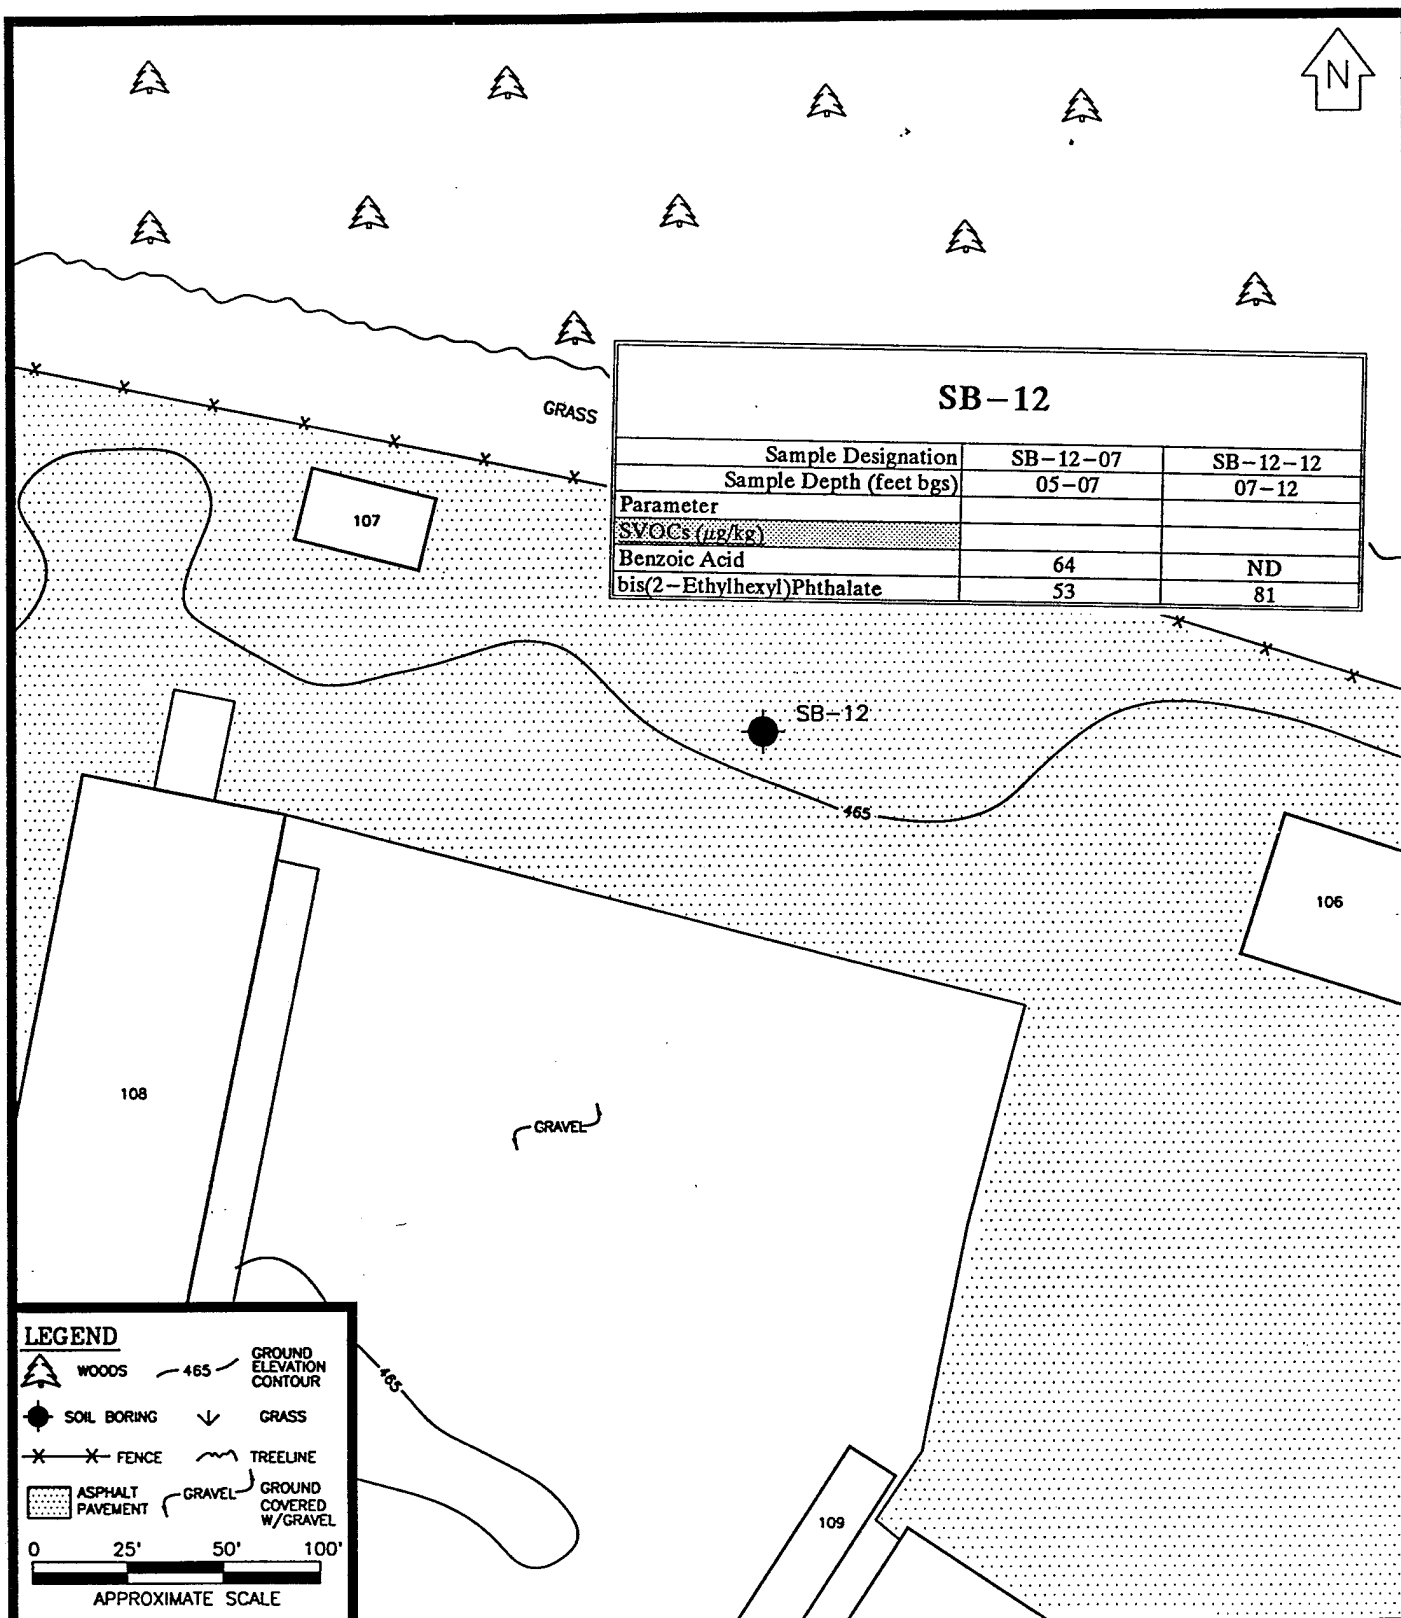 N
GRASS
SB-12
Sample Designation SB-12-07 SB-12-12
Sample Depth (feet bgs) 05-07 07-12
Parameter
SVOCs (µg/kg)
Benzoic Acid 64 ND
bis(2-Ethylhexyl)Phthalate 53 81
107
SB-12
465
106
108
GRAVEL
465
109
LEGEND
WOODS
465
GROUND
ELEVATION
CONTOUR
SOIL BORING
GRASS
FENCE
TREELINE
ASPHALT
PAVEMENT
GRAVEL
GROUND
COVERED
W/GRAVEL
0 25' 50' 100'
APPROXIMATE SCALE